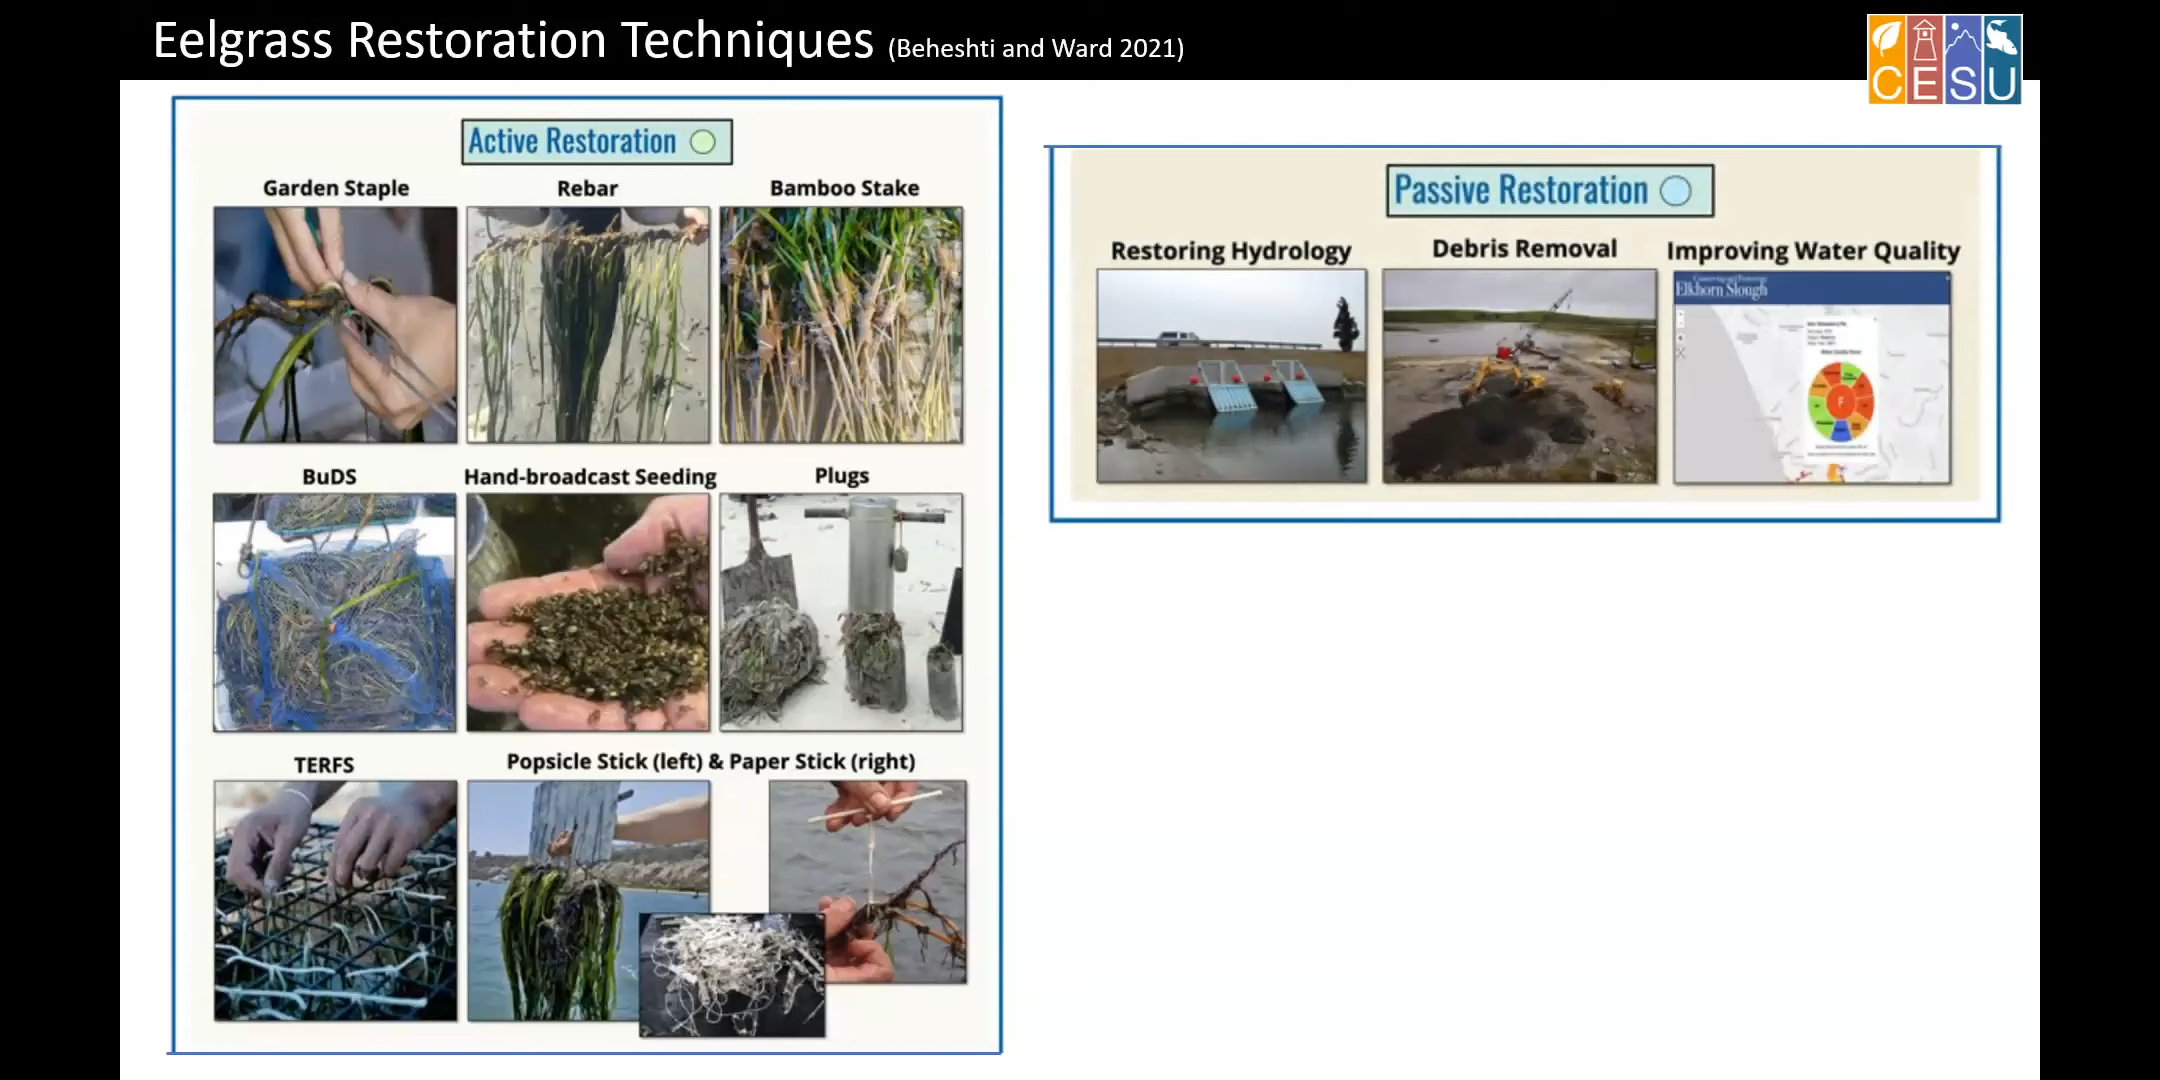 Eelgrass Restoration Techniques (Beheshti and Ward 2021)
CESU
Active Restoration
Garden Staple
Rebar
Bamboo Stake
BuDS
Hand-broadcast Seeding
Plugs
TERFS
Popsicle Stick (left) & Paper Stick (right)
Passive Restoration
Restoring Hydrology
Debris Removal
Improving Water Quality
Elkhorn Slough
F